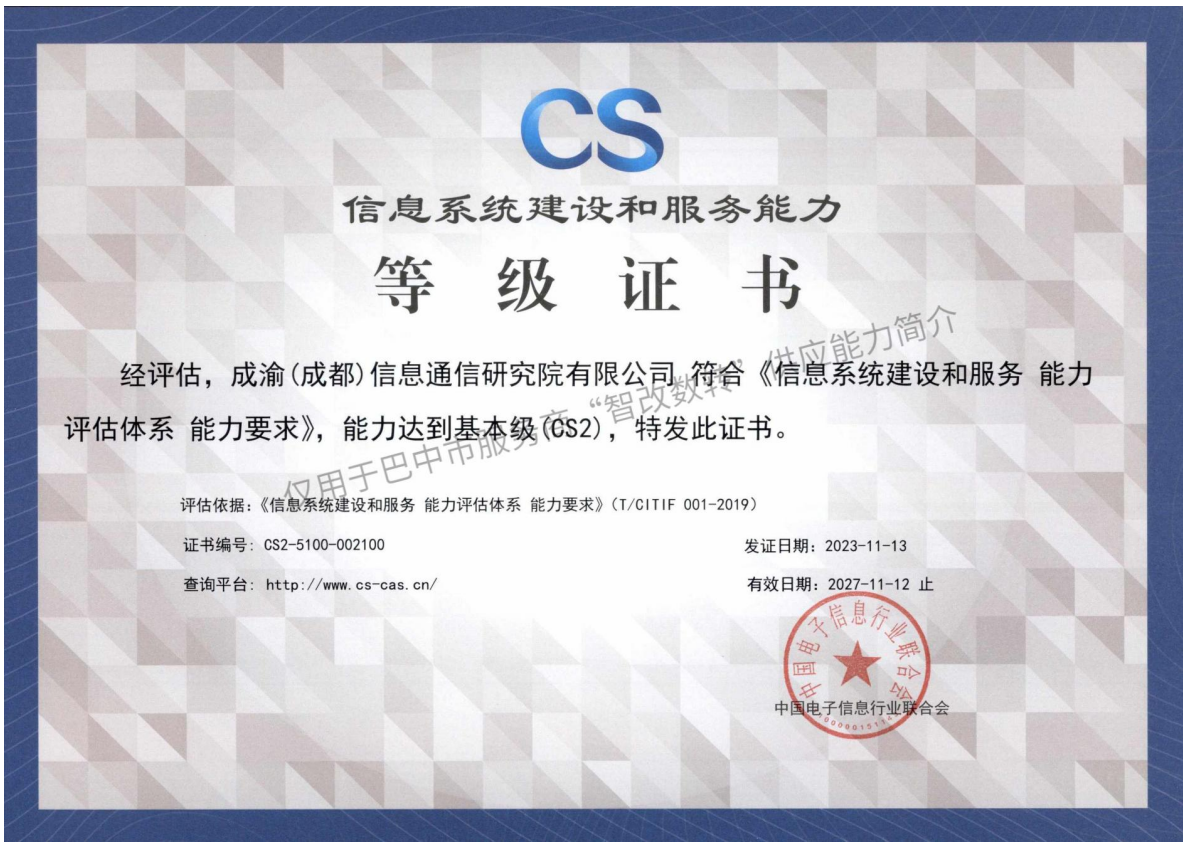 CS
信息系统建设和服务能力
等级证书
经评估，成渝(成都)信息通信研究院有限公司 符合《信息系统建设和服务 能力
评估体系 能力要求》，能力达到基本级(CS2)，特发此证书。
仅用于巴中市服务商“智改数转”供应能力简介
评估依据：《信息系统建设和服务 能力评估体系 能力要求》(T/CITIF 001-2019)
证书编号: CS2-5100-002100
发证日期: 2023-11-13
查询平台: http://www.cs-cas.cn/
有效日期: 2027-11-12 止
中国电子信息行业联合会
中国电子信息行业联合会